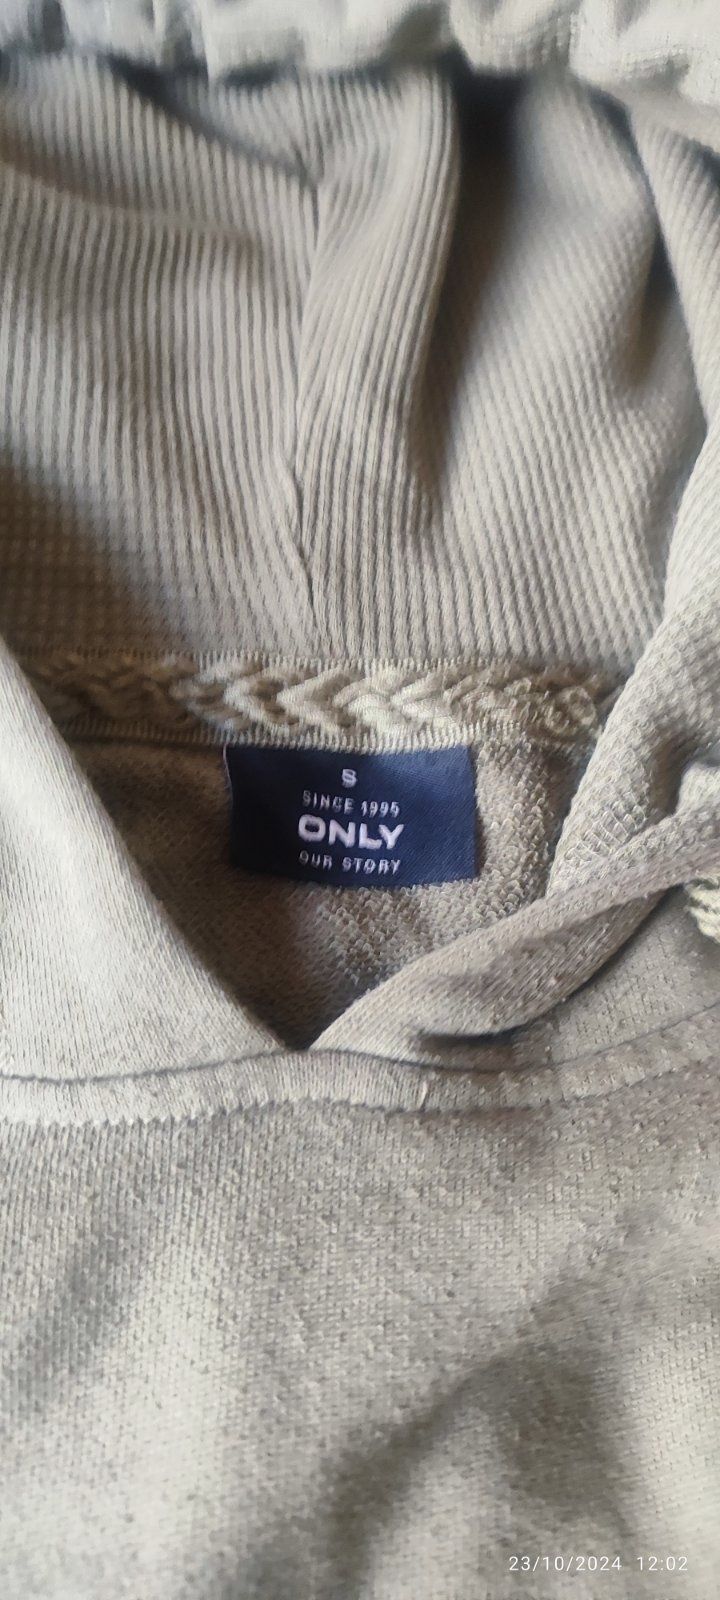 S
SINCE 1995
ONLY
OUR STORY
23/10/2024 12:02